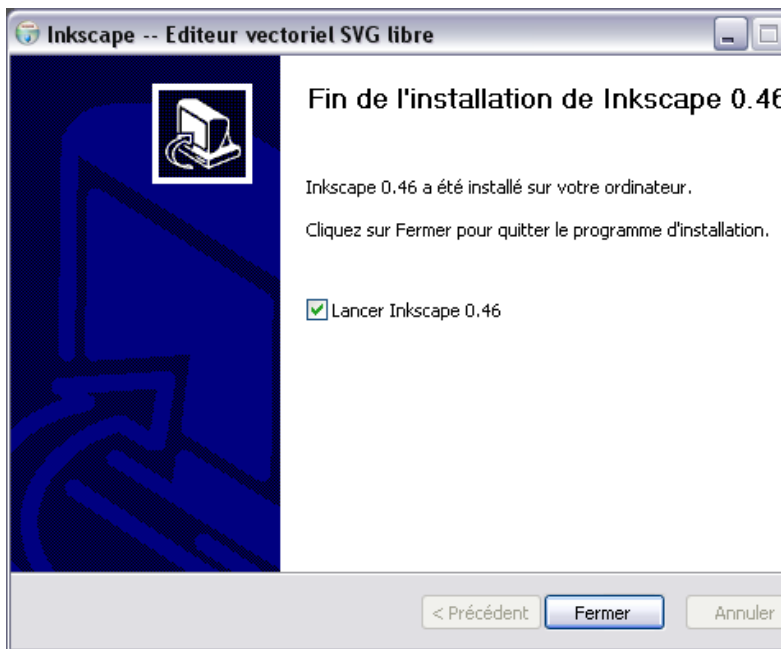 Inkscape -- Editeur vectoriel SVG libre
Fin de l'installation de Inkscape 0.46
Inkscape 0.46 a été installé sur votre ordinateur.
Cliquez sur Fermer pour quitter le programme d'installation.
Lancer Inkscape 0.46
< Précédent Fermer Annuler